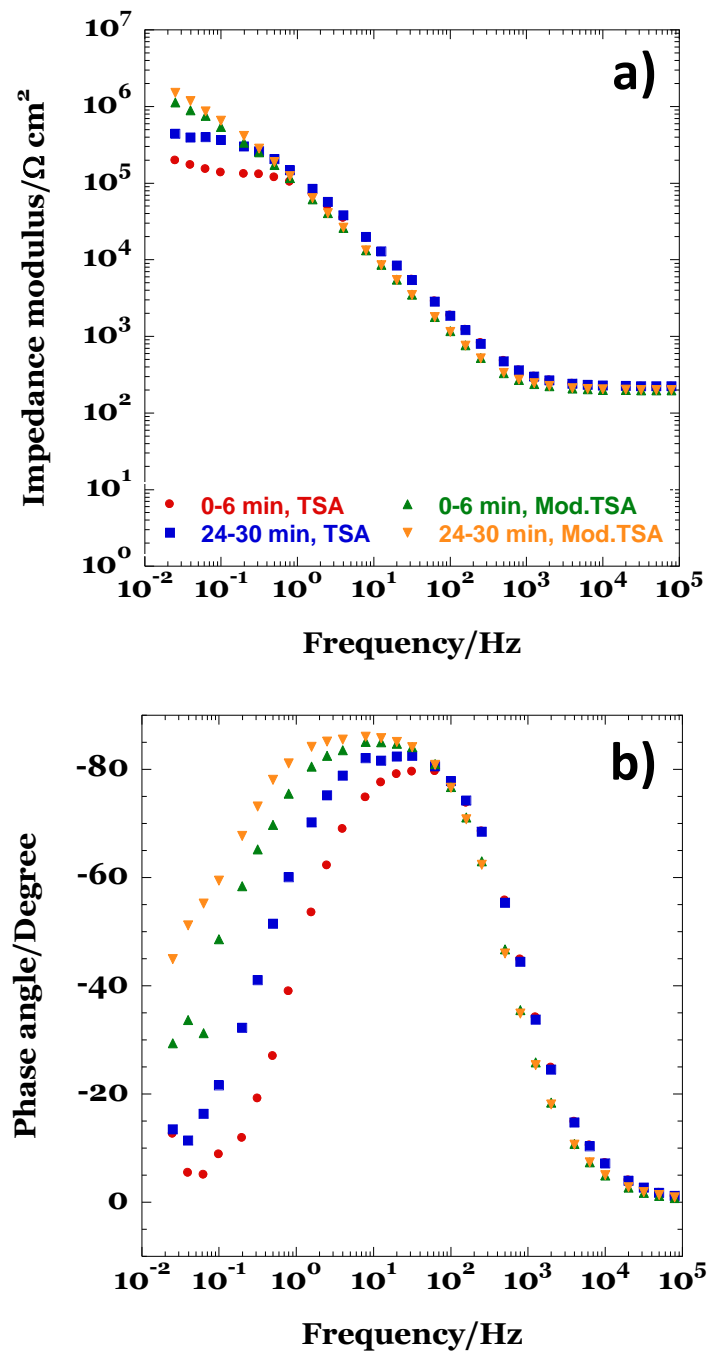 a)
Impedance modulus/Ω cm²
10⁷
10⁶
10⁵
10⁴
10³
10²
10¹
10⁰
0-6 min, TSA
0-6 min, Mod.TSA
24-30 min, TSA
24-30 min, Mod.TSA
10⁻² 10⁻¹ 10⁰ 10¹ 10² 10³ 10⁴ 10⁵
Frequency/Hz
b)
Phase angle/Degree
-80
-60
-40
-20
0
10⁻² 10⁻¹ 10⁰ 10¹ 10² 10³ 10⁴ 10⁵
Frequency/Hz